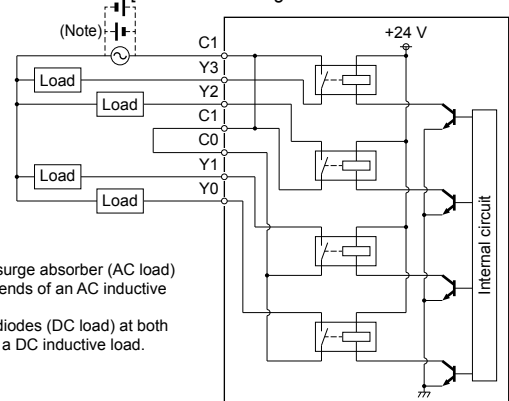 (Note)
C1
Y3
Load
Y2
Load
C1
C0
Y1
Load
Y0
Load
+24 V
Internal circuit
surge absorber (AC load)
ends of an AC inductive
diodes (DC load) at both
a DC inductive load.